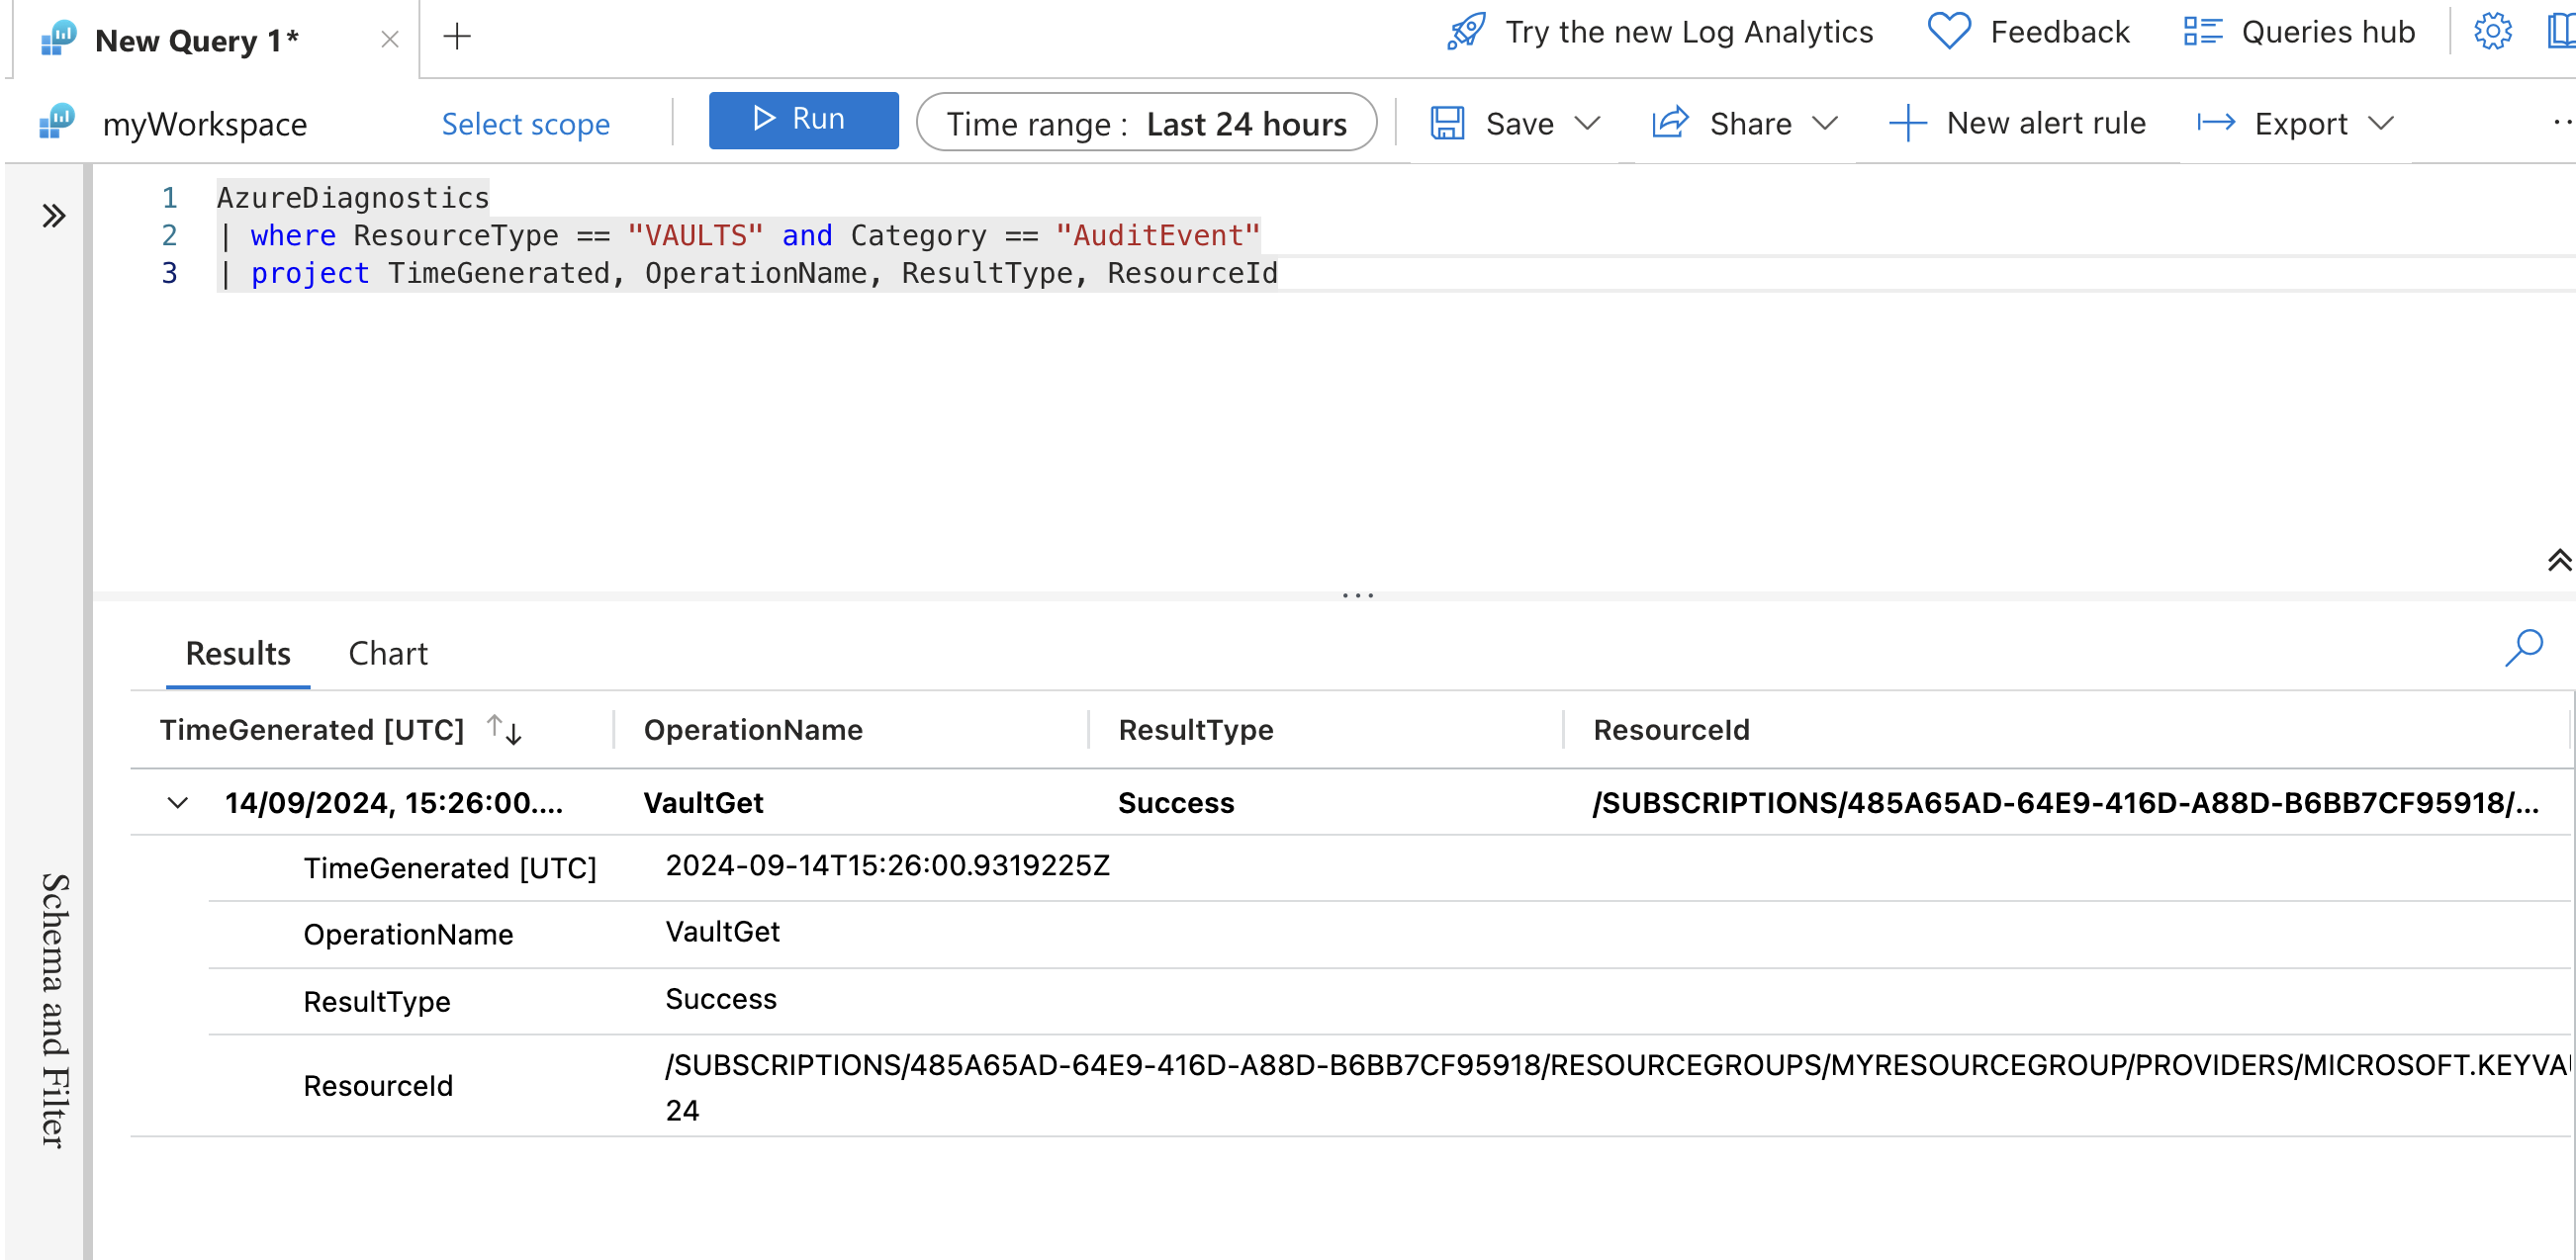 New Query 1*
Try the new Log Analytics Feedback Queries hub
myWorkspace Select scope Run Time range : Last 24 hours Save Share New alert rule Export
1 AzureDiagnostics
2 | where ResourceType == "VAULTS" and Category == "AuditEvent"
3 | project TimeGenerated, OperationName, ResultType, ResourceId
Results Chart
TimeGenerated [UTC] OperationName ResultType ResourceId
14/09/2024, 15:26:00.... VaultGet Success /SUBSCRIPTIONS/485A65AD-64E9-416D-A88D-B6BB7CF95918/...
TimeGenerated [UTC] 2024-09-14T15:26:00.9319225Z
OperationName VaultGet
ResultType Success
ResourceId /SUBSCRIPTIONS/485A65AD-64E9-416D-A88D-B6BB7CF95918/RESOURCEGROUPS/MYRESOURCEGROUP/PROVIDERS/MICROSOFT.KEYVA
24
Schema and Filter